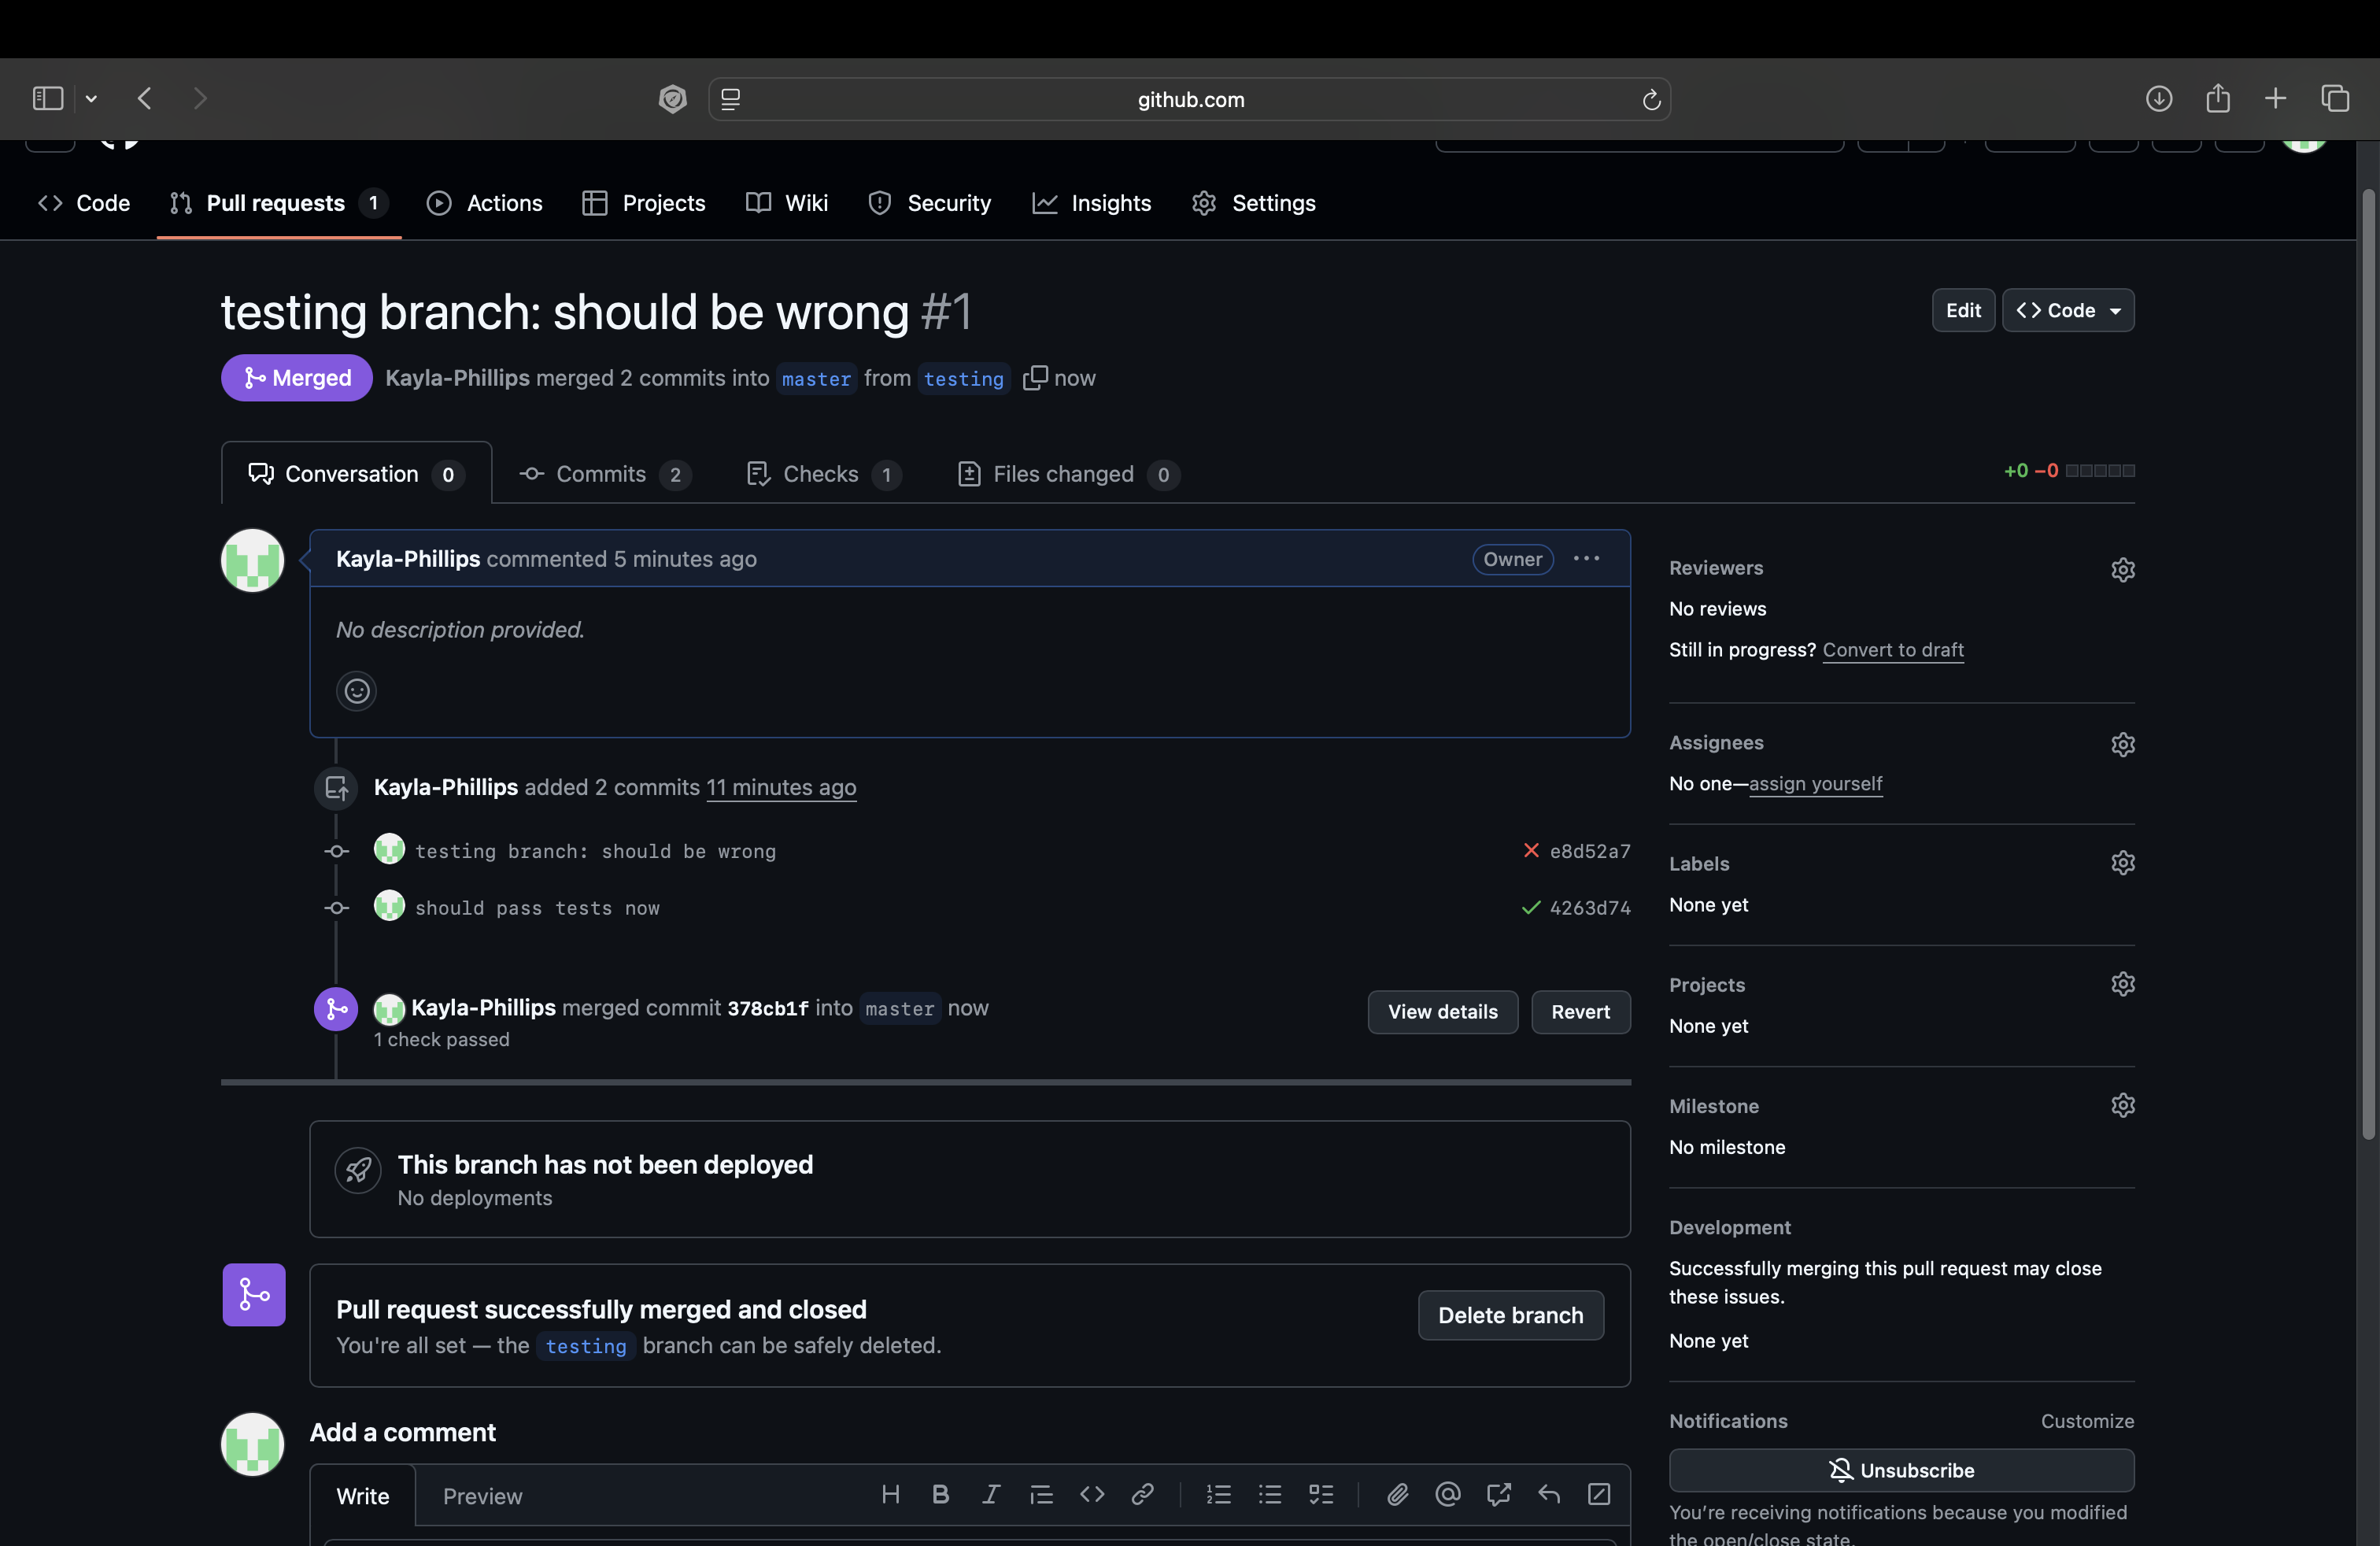 github.com
Code Pull requests 1 Actions Projects Wiki Security Insights Settings
testing branch: should be wrong #1
Edit Code
Merged Kayla-Phillips merged 2 commits into master from testing now
Conversation 0 Commits 2 Checks 1 Files changed 0 +0 −0
Kayla-Phillips commented 5 minutes ago Owner
No description provided.
Kayla-Phillips added 2 commits 11 minutes ago
testing branch: should be wrong e8d52a7
should pass tests now 4263d74
Kayla-Phillips merged commit 378cb1f into master now
1 check passed
View details Revert
This branch has not been deployed
No deployments
Pull request successfully merged and closed
You're all set — the testing branch can be safely deleted.
Delete branch
Add a comment
Write Preview
Reviewers
No reviews
Still in progress? Convert to draft
Assignees
No one—assign yourself
Labels
None yet
Projects
None yet
Milestone
No milestone
Development
Successfully merging this pull request may close
these issues.
None yet
Notifications Customize
Unsubscribe
You're receiving notifications because you modified
the open/close state.